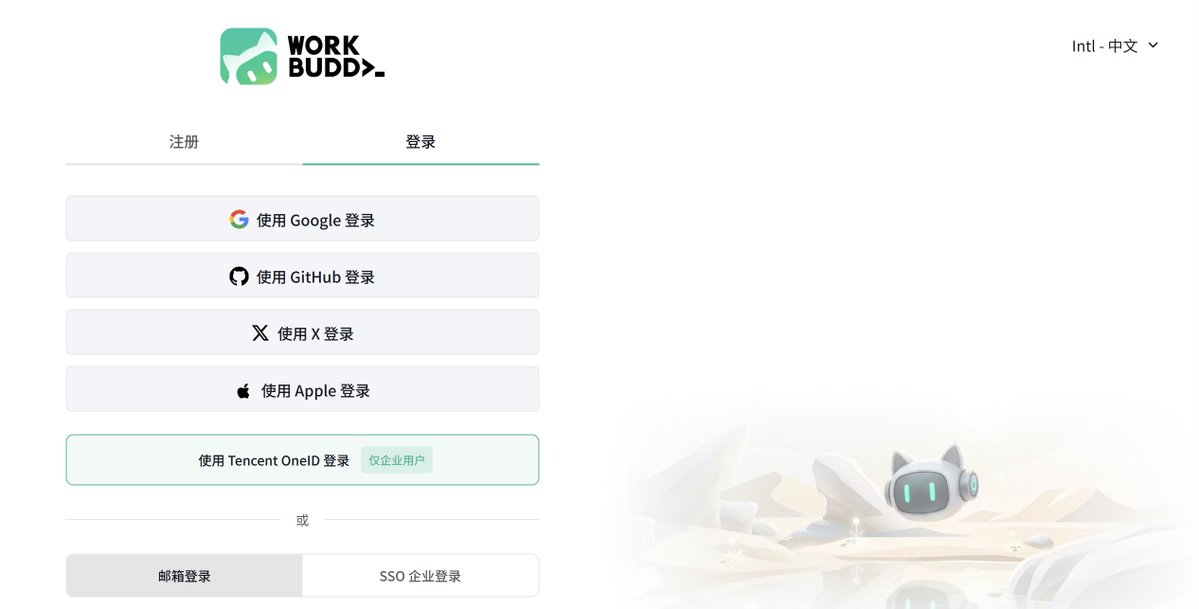 WORK
BUDD>_
Intl - 中文
注册
登录
使用 Google 登录
使用 GitHub 登录
使用 X 登录
使用 Apple 登录
使用 Tencent OneID 登录 仅企业用户
或
邮箱登录
SSO 企业登录